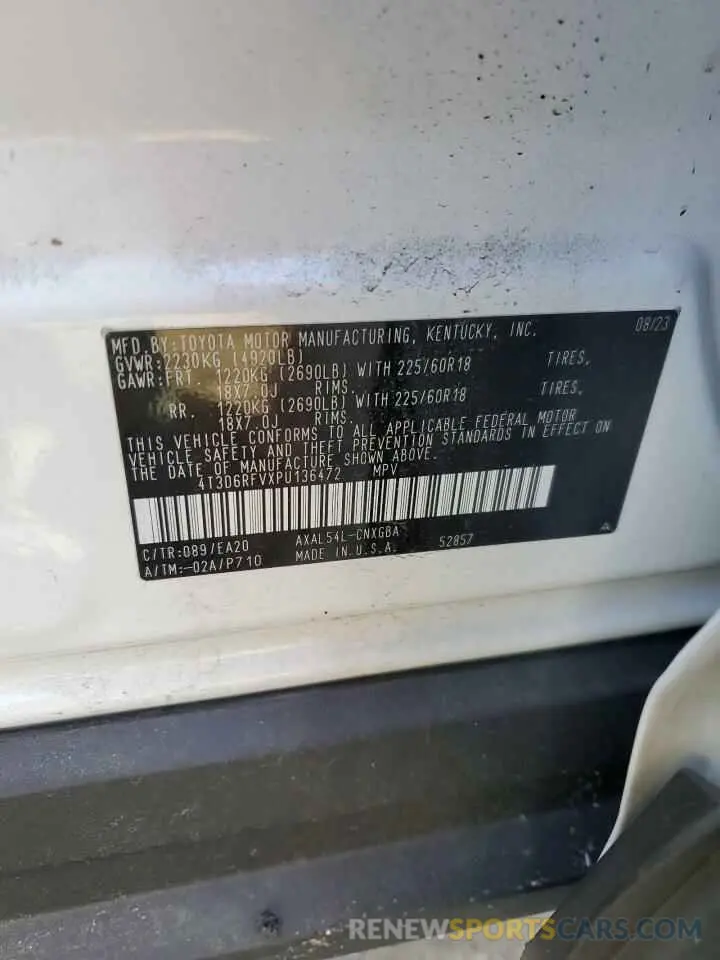 MFD.BY:TOYOTA MOTOR MANUFACTURING, KENTUCKY, INC. 08/23
GVWR:2230KG (4920LB)
GAWR:FRT. 1220KG (2690LB) WITH 225/60R18 TIRES,
18X7.0J RIMS.
RR. 1220KG (2690LB) WITH 225/60R18 TIRES,
18X7.0J RIMS.
THIS VEHICLE CONFORMS TO ALL APPLICABLE FEDERAL MOTOR
VEHICLE SAFETY AND THEFT PREVENTION STANDARDS IN EFFECT ON
THE DATE OF MANUFACTURE SHOWN ABOVE.
4T3D6RFVXPU136472 MPV
C/TR:089/EA20 AXAL54L-CNXGBA 52857
A/TM:-02A/P710 MADE IN U.S.A.
RENEWSPORTSCARS.COM